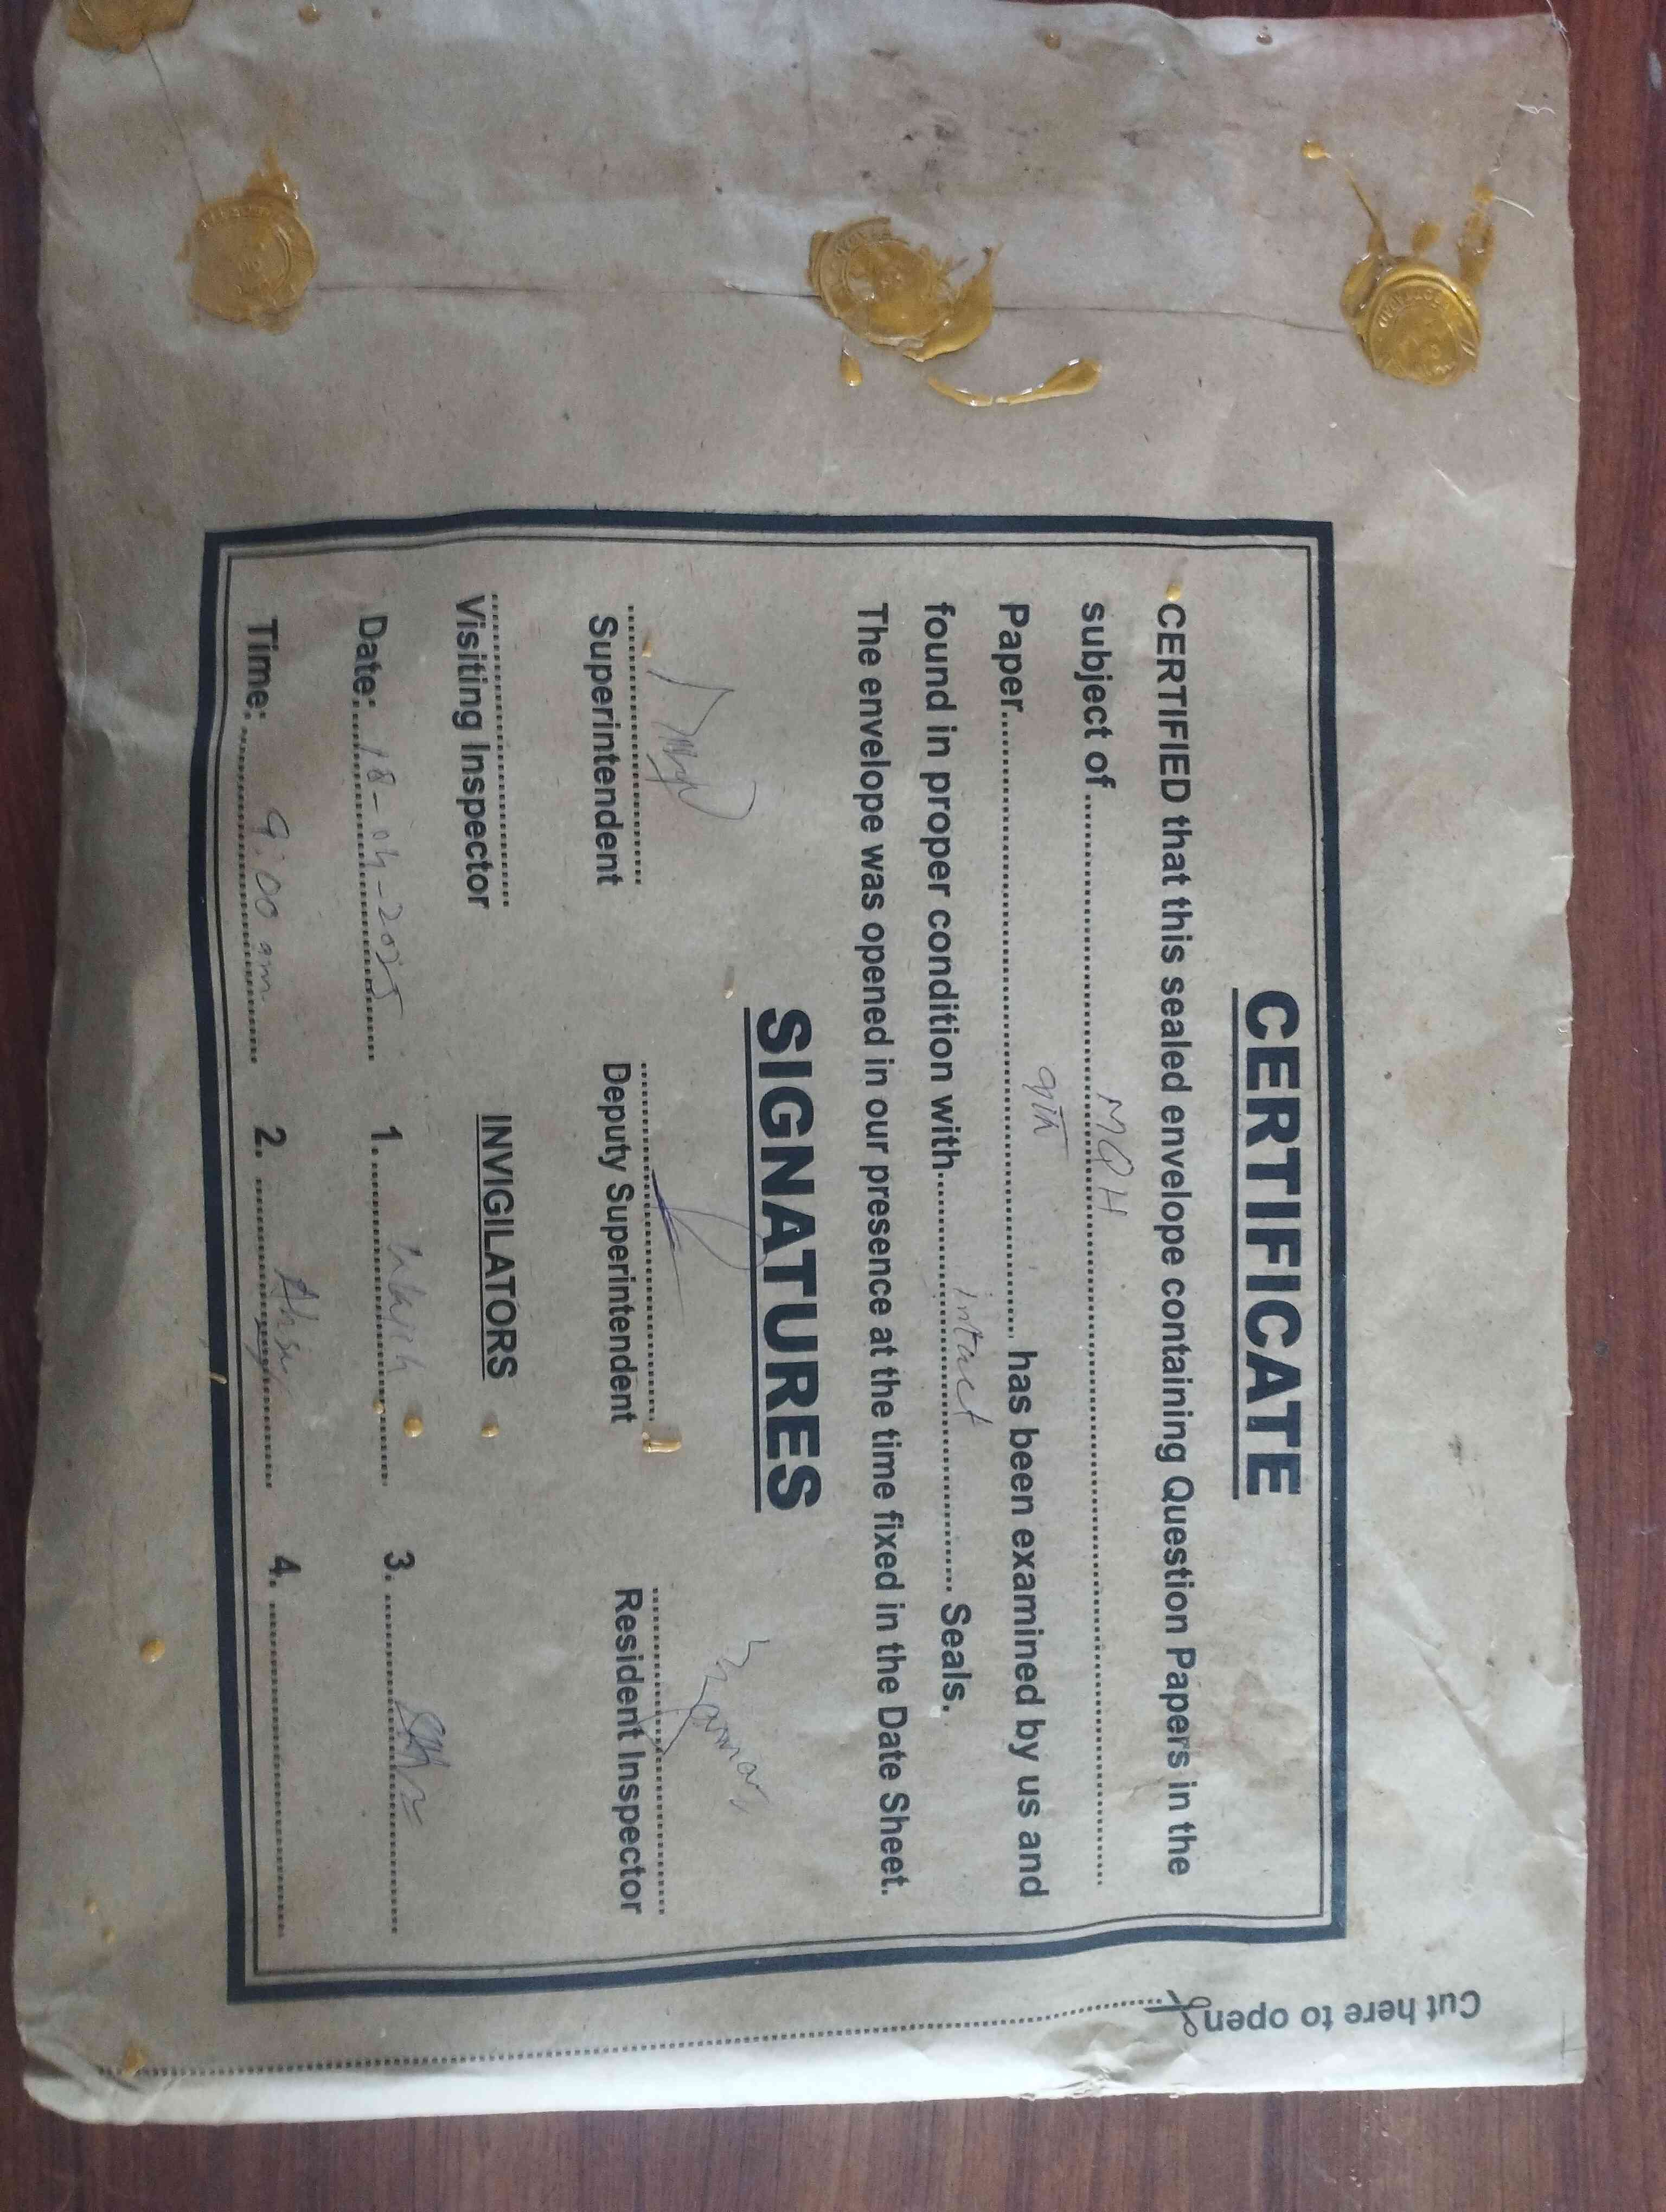 CERTIFICATE
CERTIFIED that this sealed envelope containing Question Papers in the
subject of MQH
Paper 9th has been examined by us and
found in proper condition with intact Seals.
The envelope was opened in our presence at the time fixed in the Date Sheet.
SIGNATURES
Superintendent Deputy Superintendent Resident Inspector
Visiting Inspector INVIGILATORS
Date: 18-04-2025 1. 3.
Time: 9:00 am 2. 4.
Cut here to open